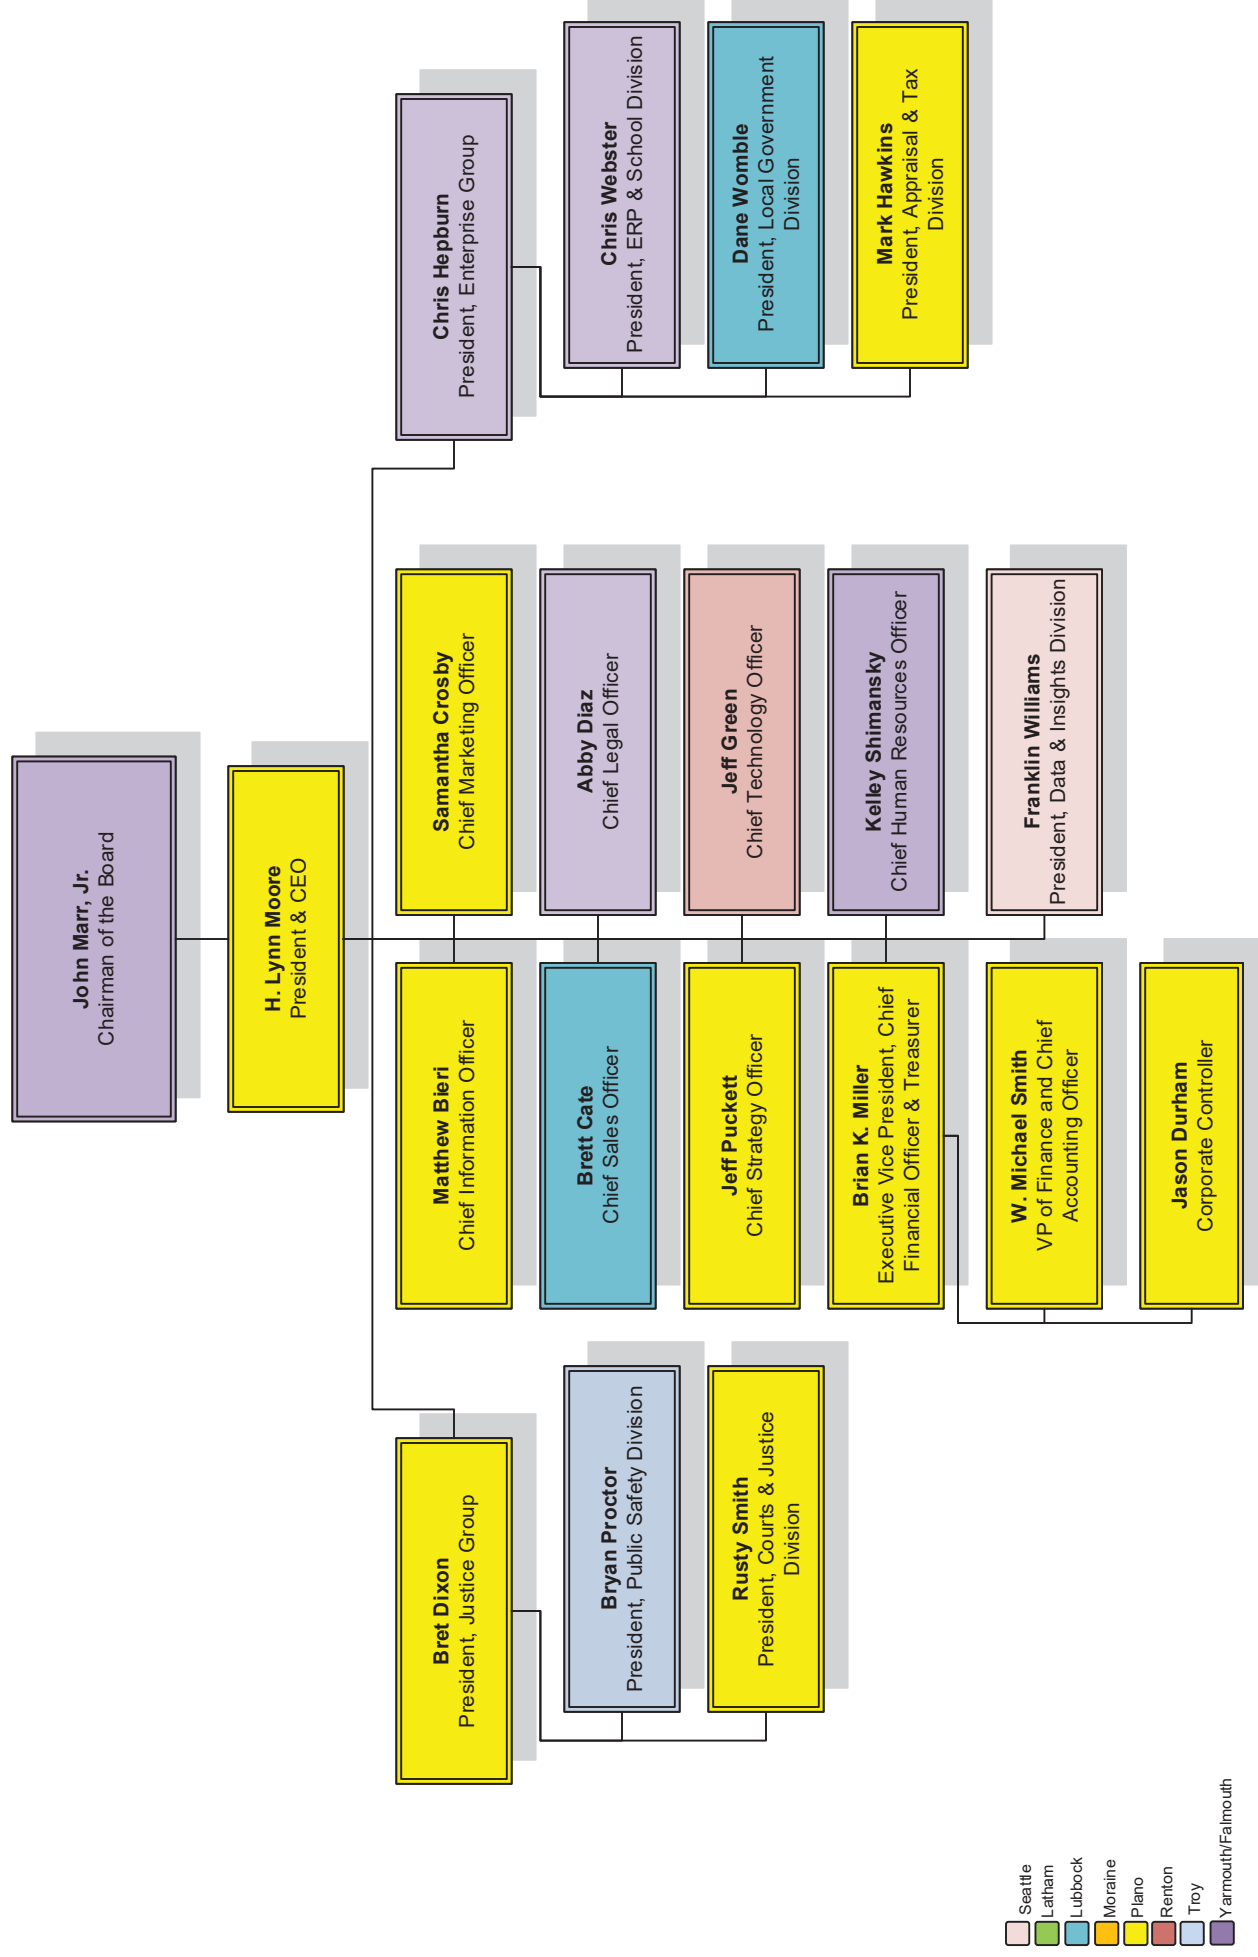 John Marr, Jr.
Chairman of the Board
H. Lynn Moore
President & CEO
Bret Dixon
President, Justice Group
Bryan Proctor
President, Public Safety Division
Rusty Smith
President, Courts & Justice
Division
Matthew Bieri
Chief Information Officer
Brett Cate
Chief Sales Officer
Jeff Puckett
Chief Strategy Officer
Brian K. Miller
Executive Vice President, Chief
Financial Officer & Treasurer
W. Michael Smith
VP of Finance and Chief
Accounting Officer
Jason Durham
Corporate Controller
Samantha Crosby
Chief Marketing Officer
Abby Diaz
Chief Legal Officer
Jeff Green
Chief Technology Officer
Kelley Shimansky
Chief Human Resources Officer
Franklin Williams
President, Data & Insights Division
Chris Hepburn
President, Enterprise Group
Chris Webster
President, ERP & School Division
Dane Womble
President, Local Government
Division
Mark Hawkins
President, Appraisal & Tax
Division
Seattle
Latham
Lubbock
Moraine
Plano
Renton
Troy
Yarmouth/Falmouth